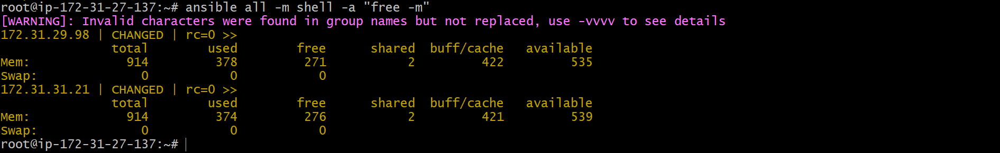 root@ip-172-31-27-137:~# ansible all -m shell -a "free -m"
[WARNING]: Invalid characters were found in group names but not replaced, use -vvvv to see details
172.31.29.98 | CHANGED | rc=0 >>
               total        used        free      shared  buff/cache   available
Mem:             914         378         271           2         422         535
Swap:              0           0           0
172.31.31.21 | CHANGED | rc=0 >>
               total        used        free      shared  buff/cache   available
Mem:             914         374         276           2         421         539
Swap:              0           0           0
root@ip-172-31-27-137:~#